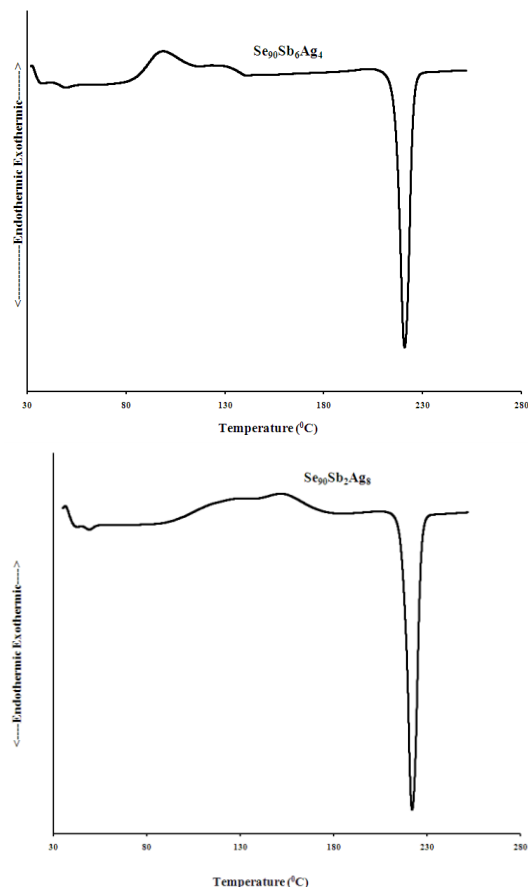 Se₉₀Sb₆Ag₄
<-----------Endothermic Exothermic------>
30 80 130 180 230 280
Temperature (⁰C)
Se₉₀Sb₂Ag₈
<----Endothermic Exothermic---->
30 80 130 180 230 280
Temperature (⁰C)